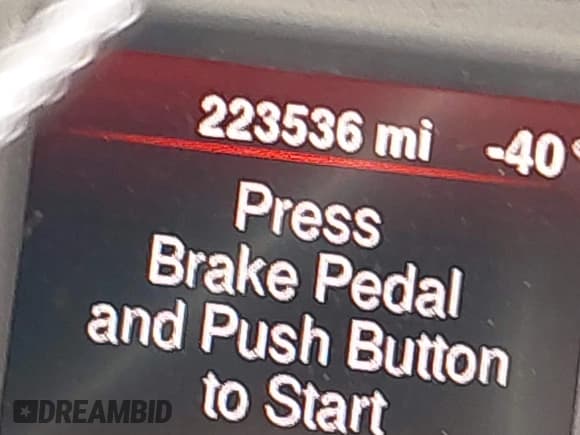 223536 mi -40°
Press
Brake Pedal
and Push Button
to Start
DREAMBID